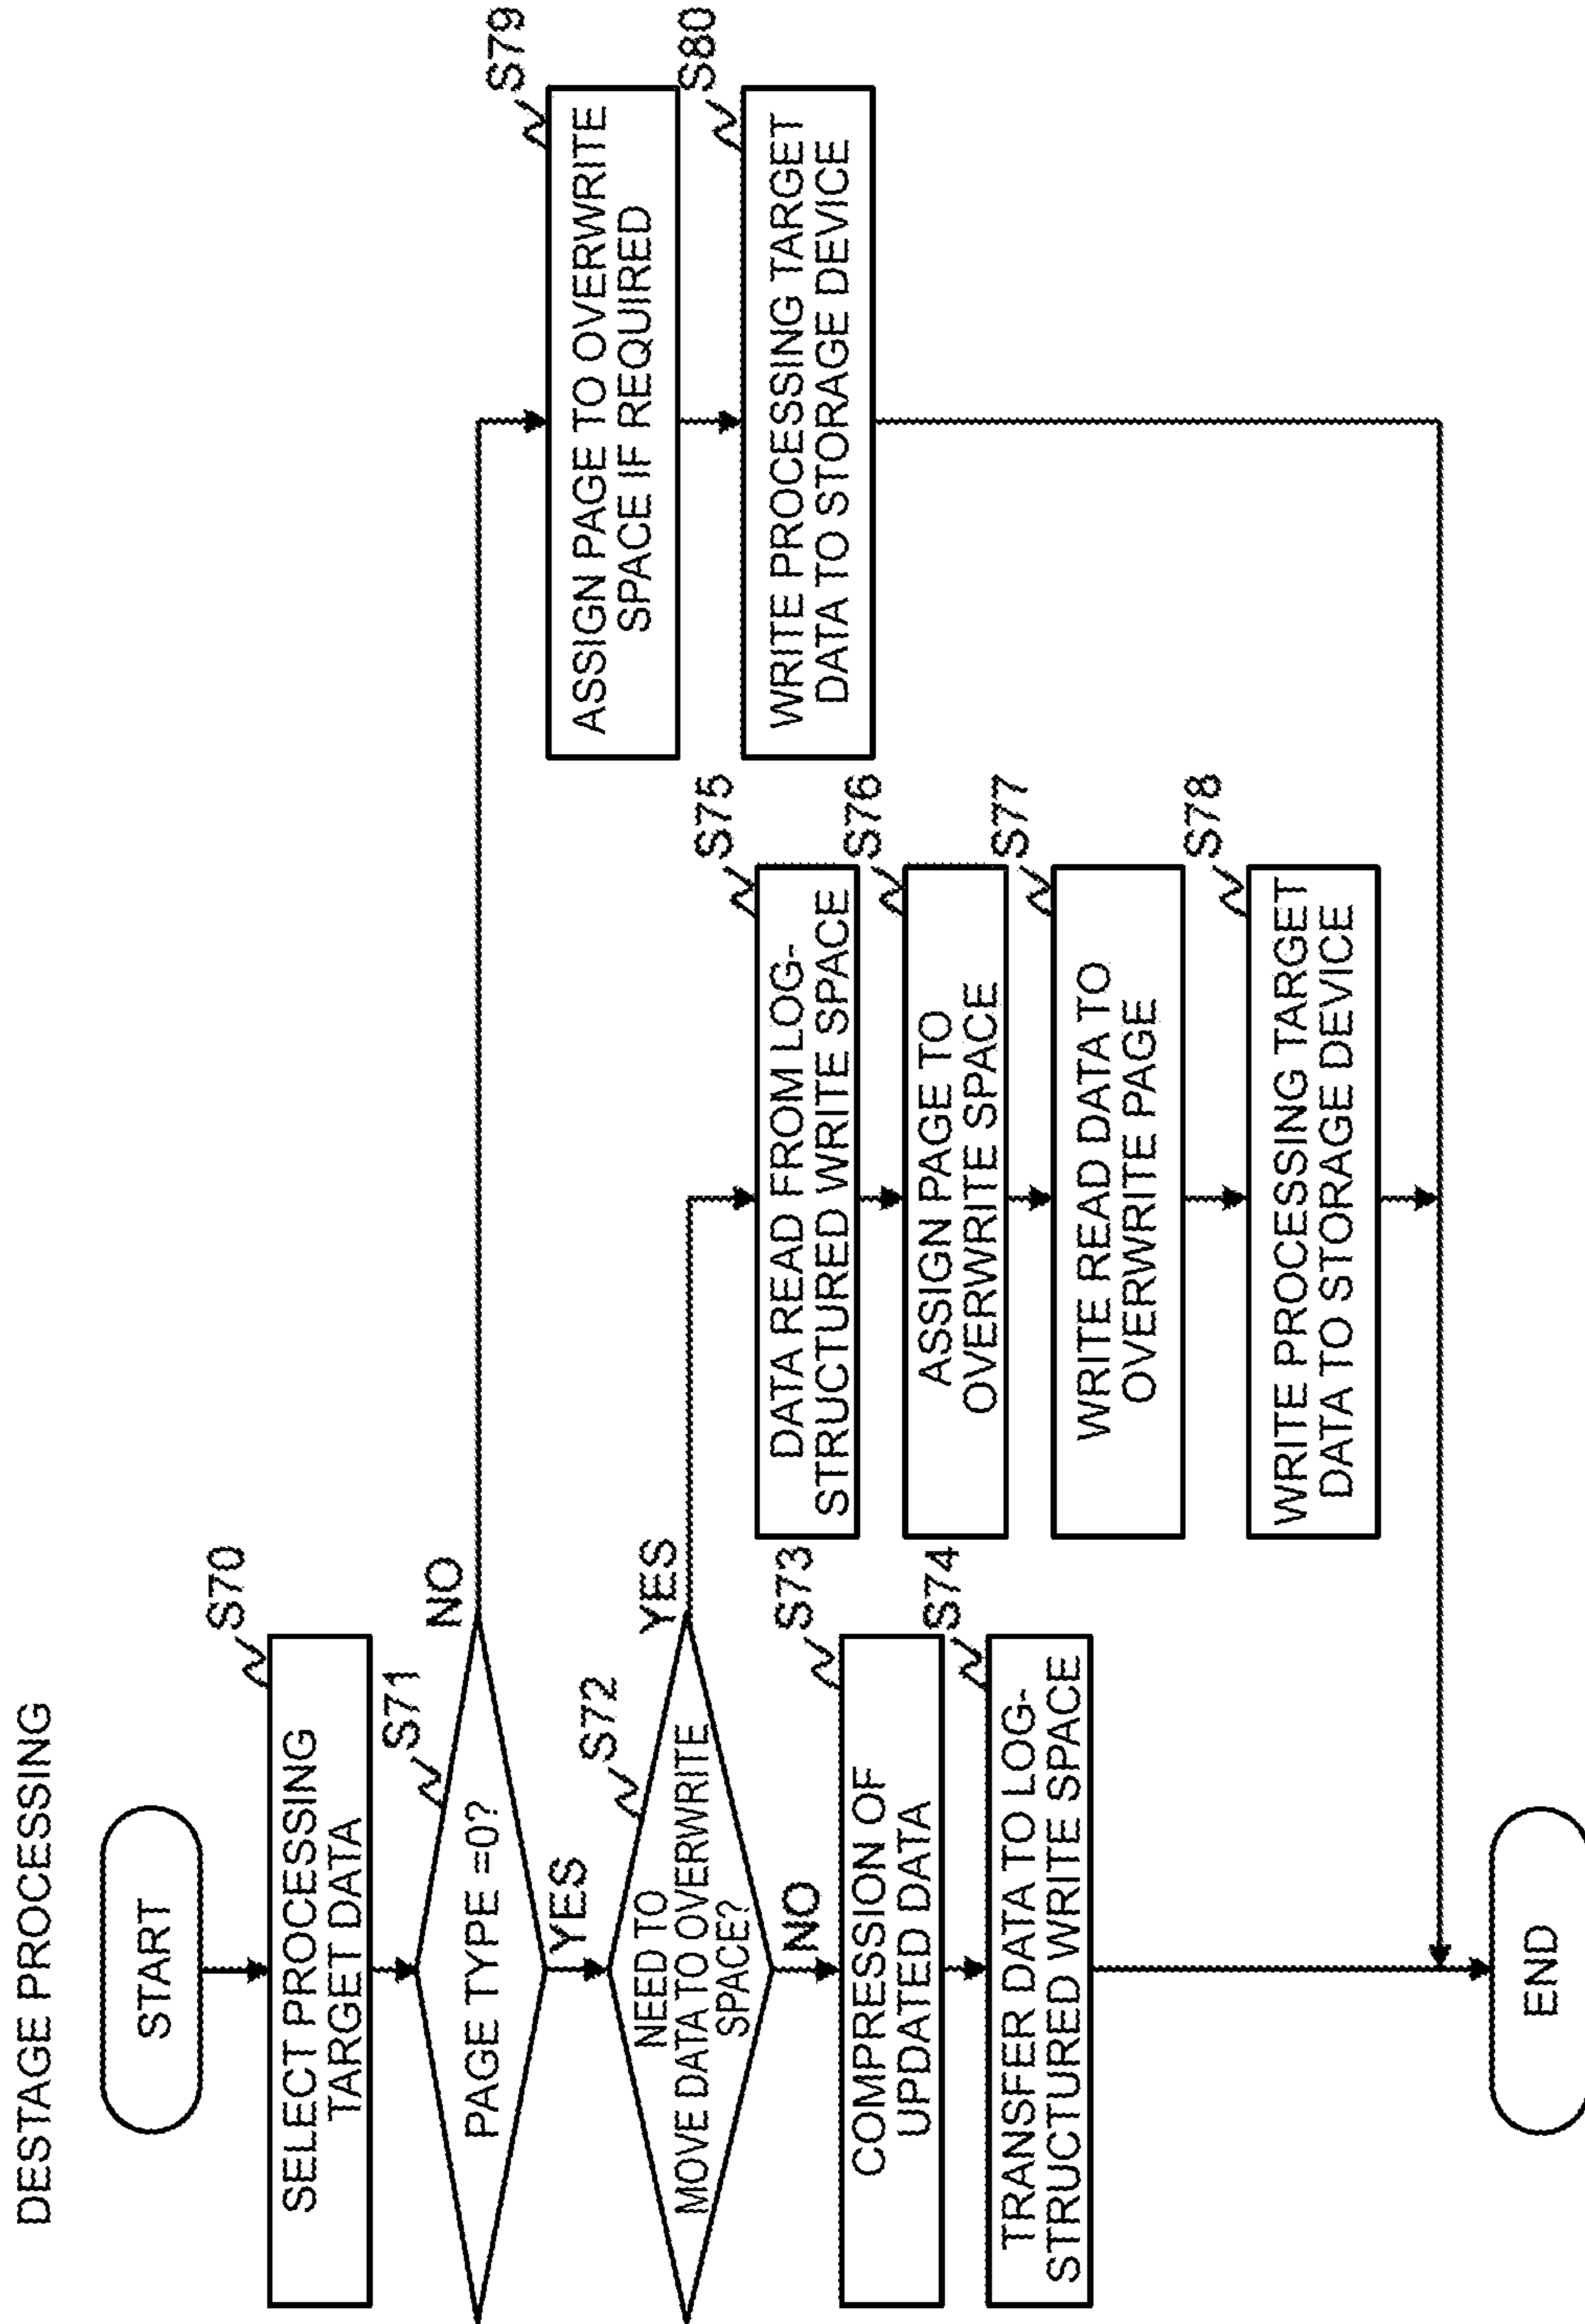 DESTAGE PROCESSING
START
S70
SELECT PROCESSING
TARGET DATA
S71
PAGE TYPE =0?
NO
YES
S72
NEED TO
MOVE DATA TO OVERWRITE
SPACE?
YES
NO
S73
COMPRESSION OF
UPDATED DATA
S74
TRANSFER DATA TO LOG-
STRUCTURED WRITE SPACE
S75
DATA READ FROM LOG-
STRUCTURED WRITE SPACE
S76
ASSIGN PAGE TO
OVERWRITE SPACE
S77
WRITE READ DATA TO
OVERWRITE PAGE
S78
WRITE PROCESSING TARGET
DATA TO STORAGE DEVICE
S79
ASSIGN PAGE TO OVERWRITE
SPACE IF REQUIRED
S80
WRITE PROCESSING TARGET
DATA TO STORAGE DEVICE
END